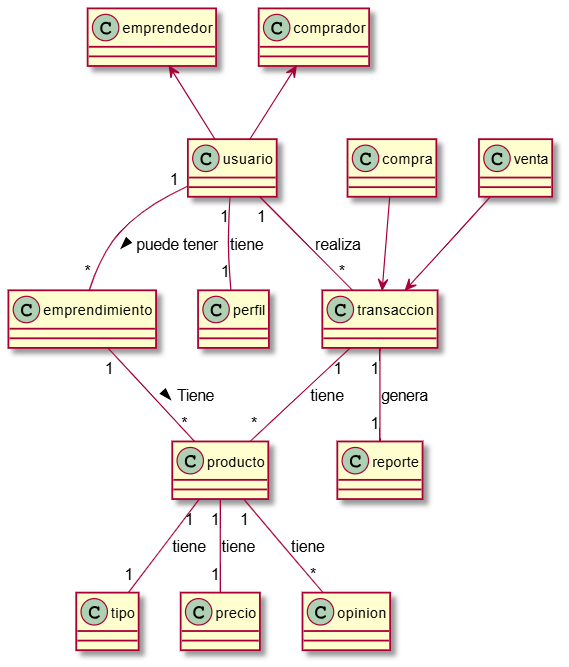 C emprendedor
C comprador
C usuario
C compra
C venta
1
1
1
puede tener
tiene
realiza
*
1
*
C emprendimiento
C perfil
C transaccion
1
1
1
Tiene
tiene
genera
*
*
1
C producto
C reporte
1
1
1
tiene
tiene
tiene
1
1
*
C tipo
C precio
C opinion